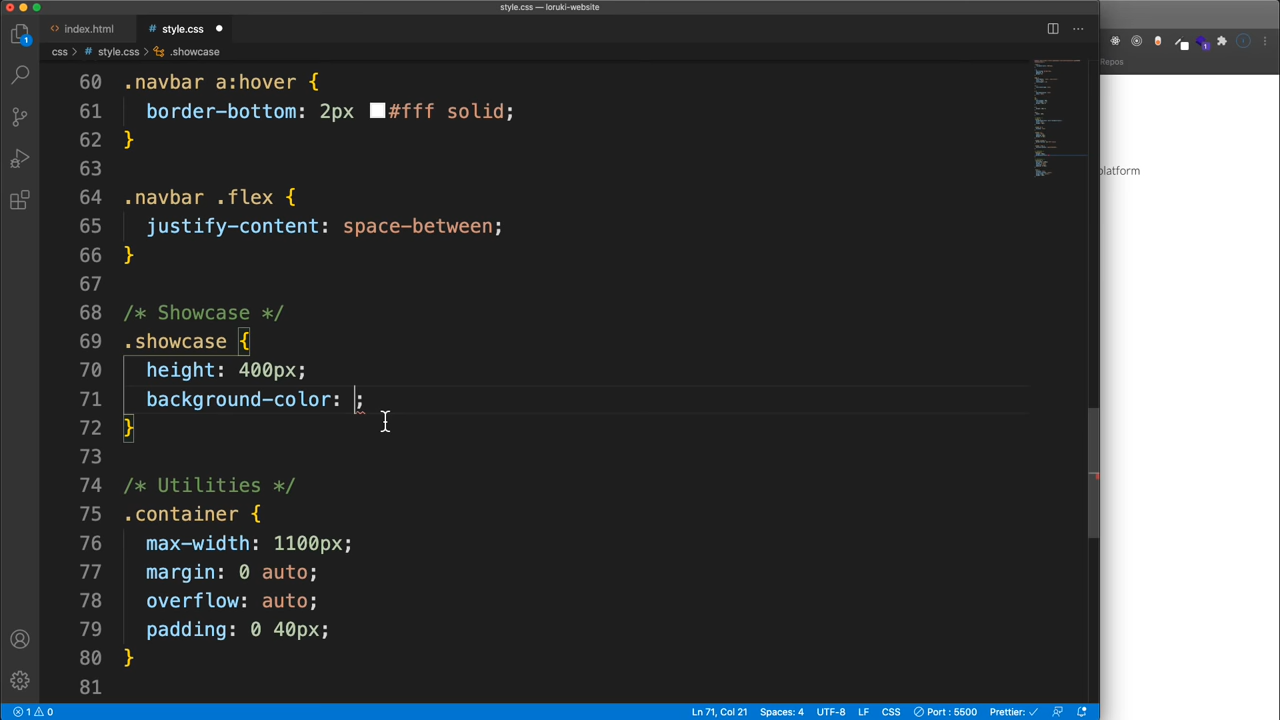 style.css — loruki-website
index.html
# style.css
css > # style.css > .showcase
60 .navbar a:hover {
61 border-bottom: 2px #fff solid;
62 }
63
64 .navbar .flex {
65 justify-content: space-between;
66 }
67
68 /* Showcase */
69 .showcase {
70 height: 400px;
71 background-color: ;
72 }
73
74 /* Utilities */
75 .container {
76 max-width: 1100px;
77 margin: 0 auto;
78 overflow: auto;
79 padding: 0 40px;
80 }
81
1
1
Repos
platform
1 0
Ln 71, Col 21
Spaces: 4
UTF-8
LF
CSS
Port : 5500
Prettier: ✓